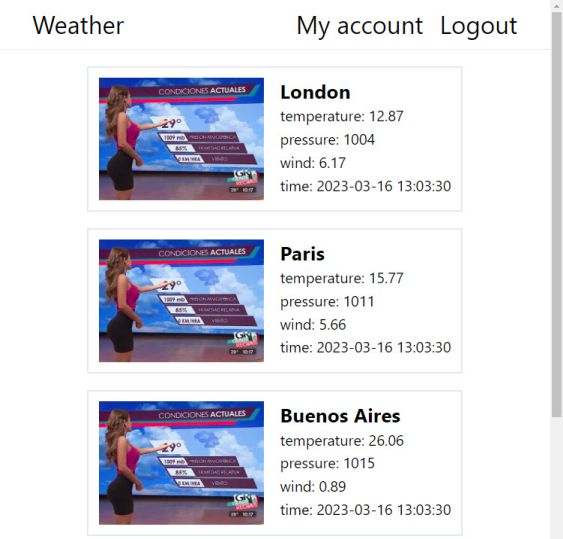 Weather My account Logout
CONDICIONES ACTUALES
29°
1009 mb PRESIÓN ATMOSFÉRICA
85% HUMEDAD RELATIVA
0 KM/HRA VIENTO
29° 10:17
London
temperature: 12.87
pressure: 1004
wind: 6.17
time: 2023-03-16 13:03:30
CONDICIONES ACTUALES
29°
1009 mb PRESIÓN ATMOSFÉRICA
85% HUMEDAD RELATIVA
0 KM/HRA VIENTO
29° 10:17
Paris
temperature: 15.77
pressure: 1011
wind: 5.66
time: 2023-03-16 13:03:30
CONDICIONES ACTUALES
29°
1009 mb PRESIÓN ATMOSFÉRICA
85% HUMEDAD RELATIVA
0 KM/HRA VIENTO
29° 10:17
Buenos Aires
temperature: 26.06
pressure: 1015
wind: 0.89
time: 2023-03-16 13:03:30